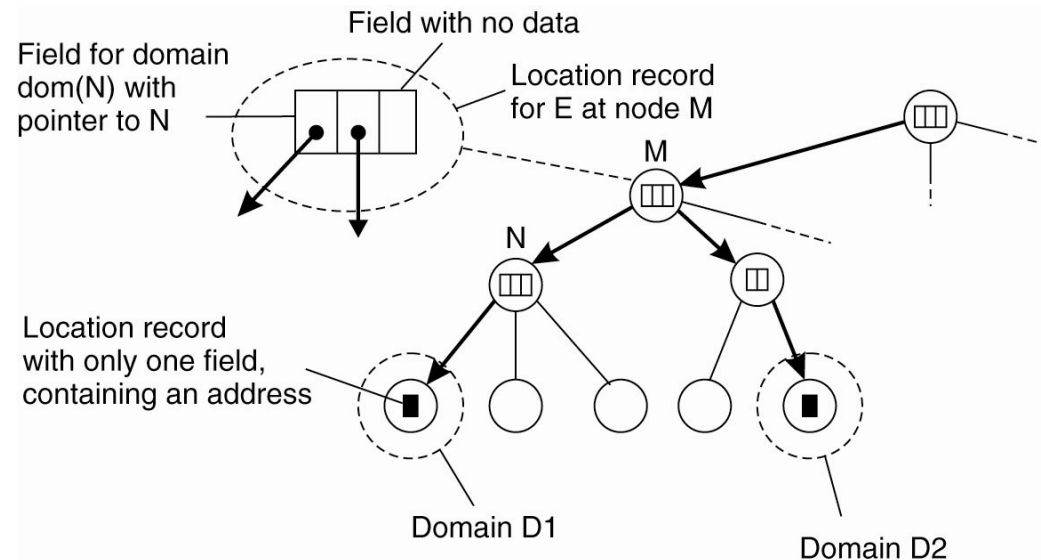 Field with no data
Field for domain
dom(N) with
pointer to N
Location record
for E at node M
M
N
Location record
with only one field,
containing an address
Domain D1
Domain D2